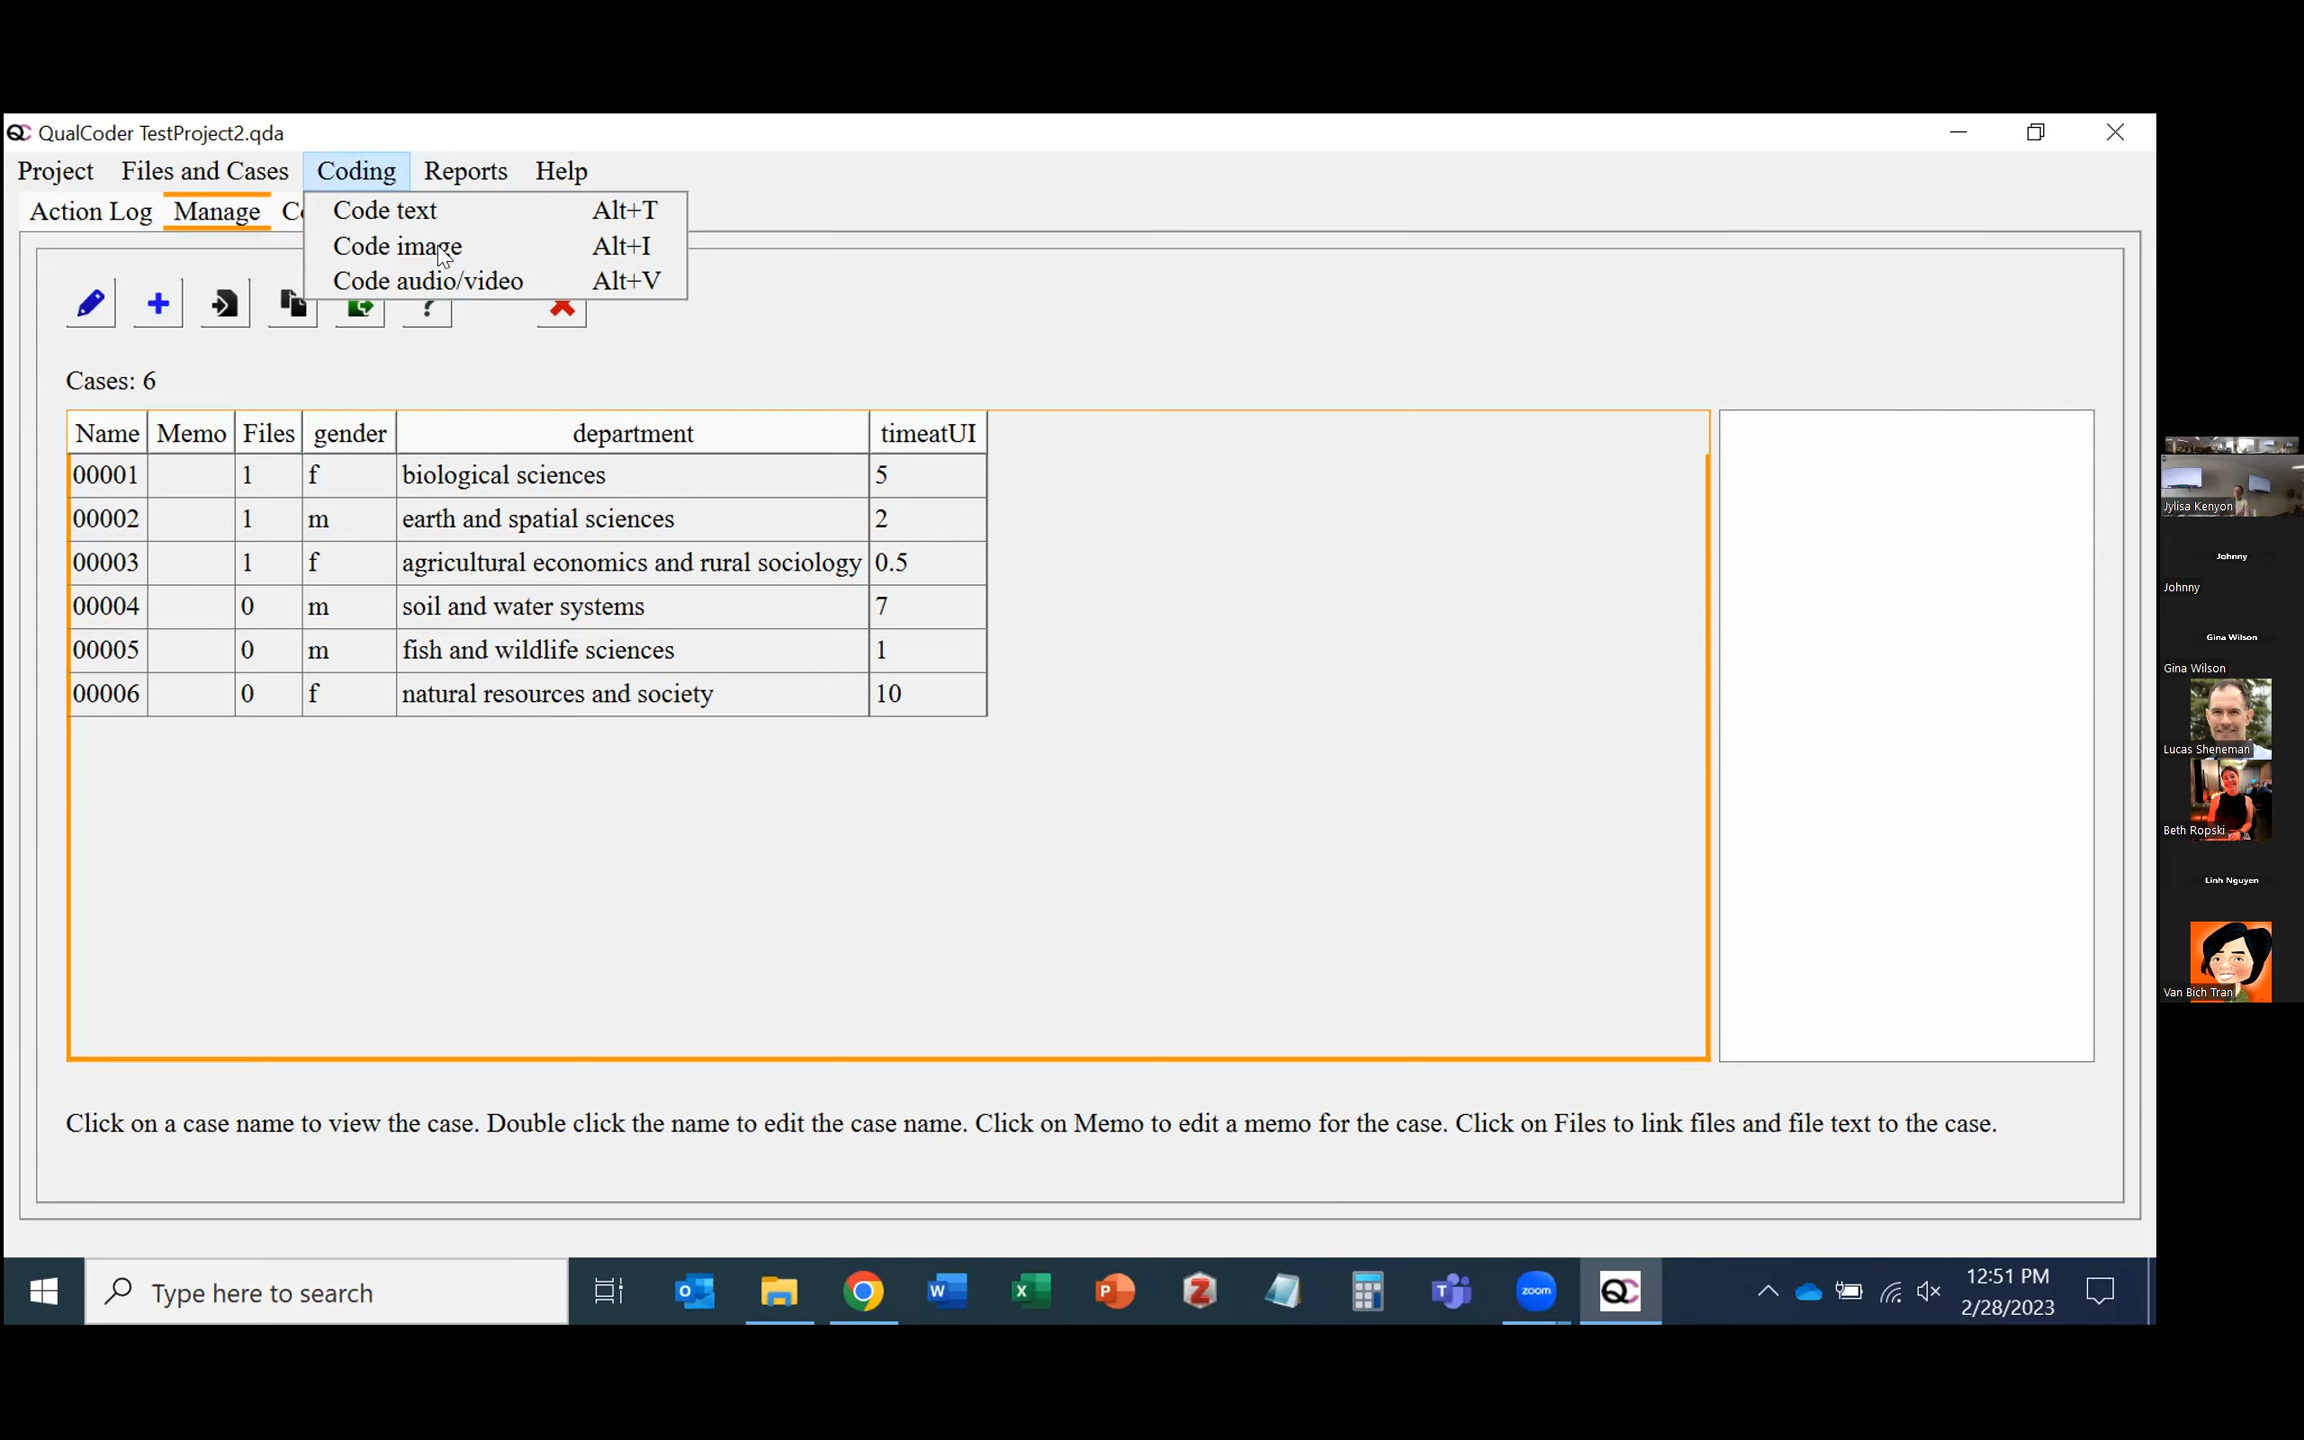 QC QualCoder TestProject2.qda
Project Files and Cases Coding Reports Help
Action Log Manage
Code text Alt+T
Code image Alt+I
Code audio/video Alt+V
Cases: 6
Name Memo Files gender department timeatUI
00001 1 f biological sciences 5
00002 1 m earth and spatial sciences 2
00003 1 f agricultural economics and rural sociology 0.5
00004 0 m soil and water systems 7
00005 0 m fish and wildlife sciences 1
00006 0 f natural resources and society 10
Click on a case name to view the case. Double click the name to edit the case name. Click on Memo to edit a memo for the case. Click on Files to link files and file text to the case.
Jylisa Kenyon
Johnny
Johnny
Gina Wilson
Gina Wilson
Lucas Sheneman
Beth Ropski
Linh Nguyen
Van Bich Tran
Type here to search
zoom
QC
12:51 PM
2/28/2023